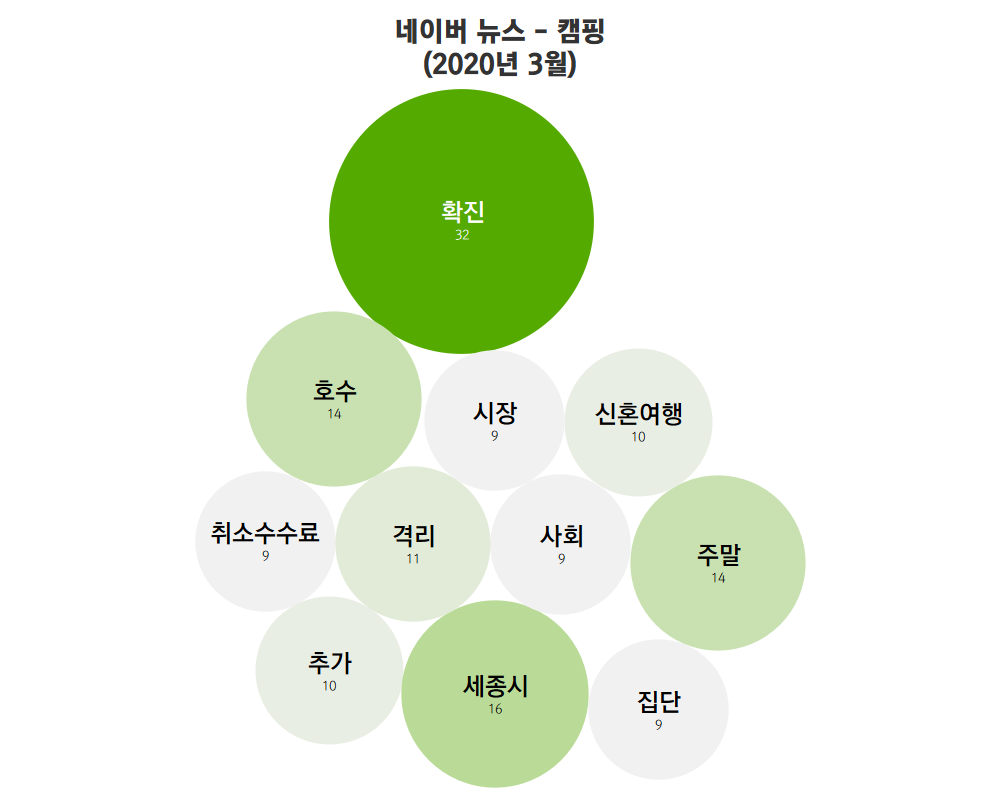 네이버 뉴스 - 캠핑
(2020년 3월)
확진
32
호수
14
시장
9
신혼여행
10
취소수수료
9
격리
11
사회
9
주말
14
추가
10
세종시
16
집단
9